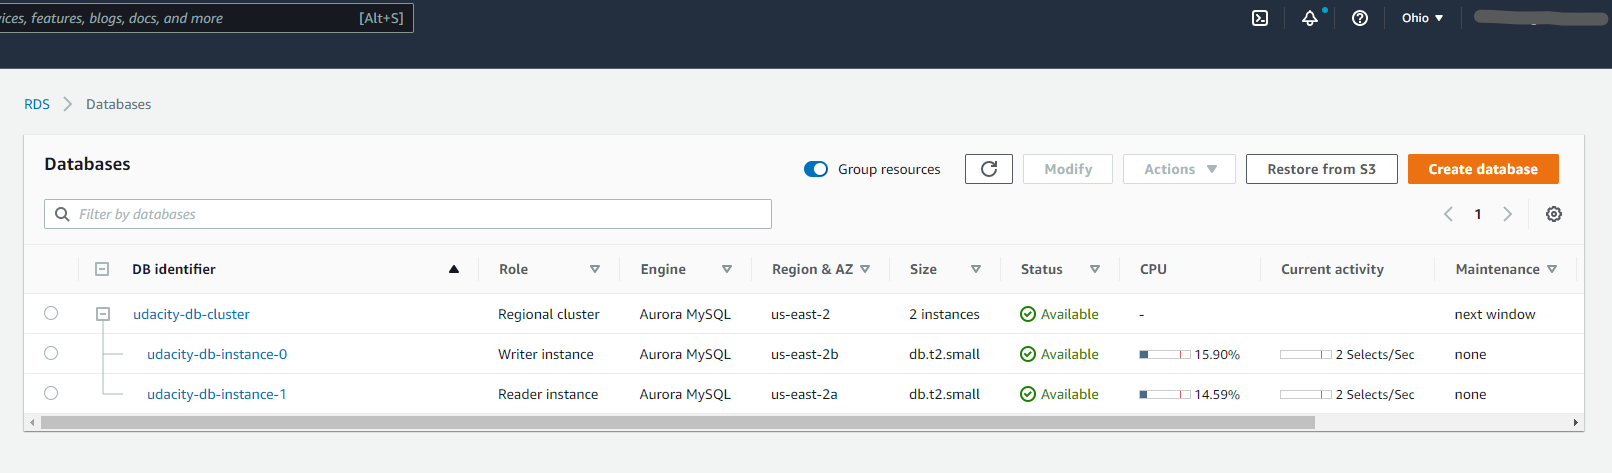 ices, features, blogs, docs, and more [Alt+S] Ohio
RDS Databases
Databases Group resources Modify Actions Restore from S3 Create database
Filter by databases 1
DB identifier Role Engine Region & AZ Size Status CPU Current activity Maintenance
udacity-db-cluster Regional cluster Aurora MySQL us-east-2 2 instances Available - next window
udacity-db-instance-0 Writer instance Aurora MySQL us-east-2b db.t2.small Available 15.90% 2 Selects/Sec none
udacity-db-instance-1 Reader instance Aurora MySQL us-east-2a db.t2.small Available 14.59% 2 Selects/Sec none